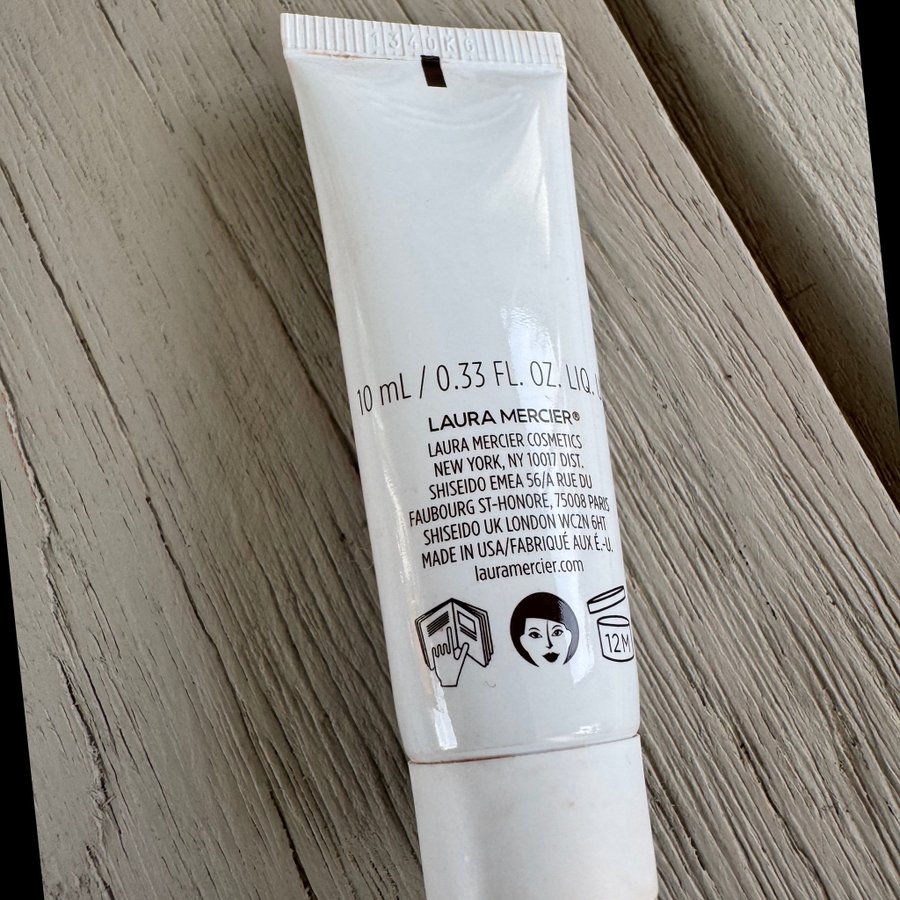 1340KG
10 mL / 0.33 FL. OZ. LIQ.
LAURA MERCIER®
LAURA MERCIER COSMETICS
NEW YORK, NY 10017 DIST.
SHISEIDO EMEA 56/A RUE DU
FAUBOURG ST-HONORE, 75008 PARIS
SHISEIDO UK LONDON WC2N 6HT
MADE IN USA/FABRIQUÉ AUX É.-U.
lauramercier.com
12M